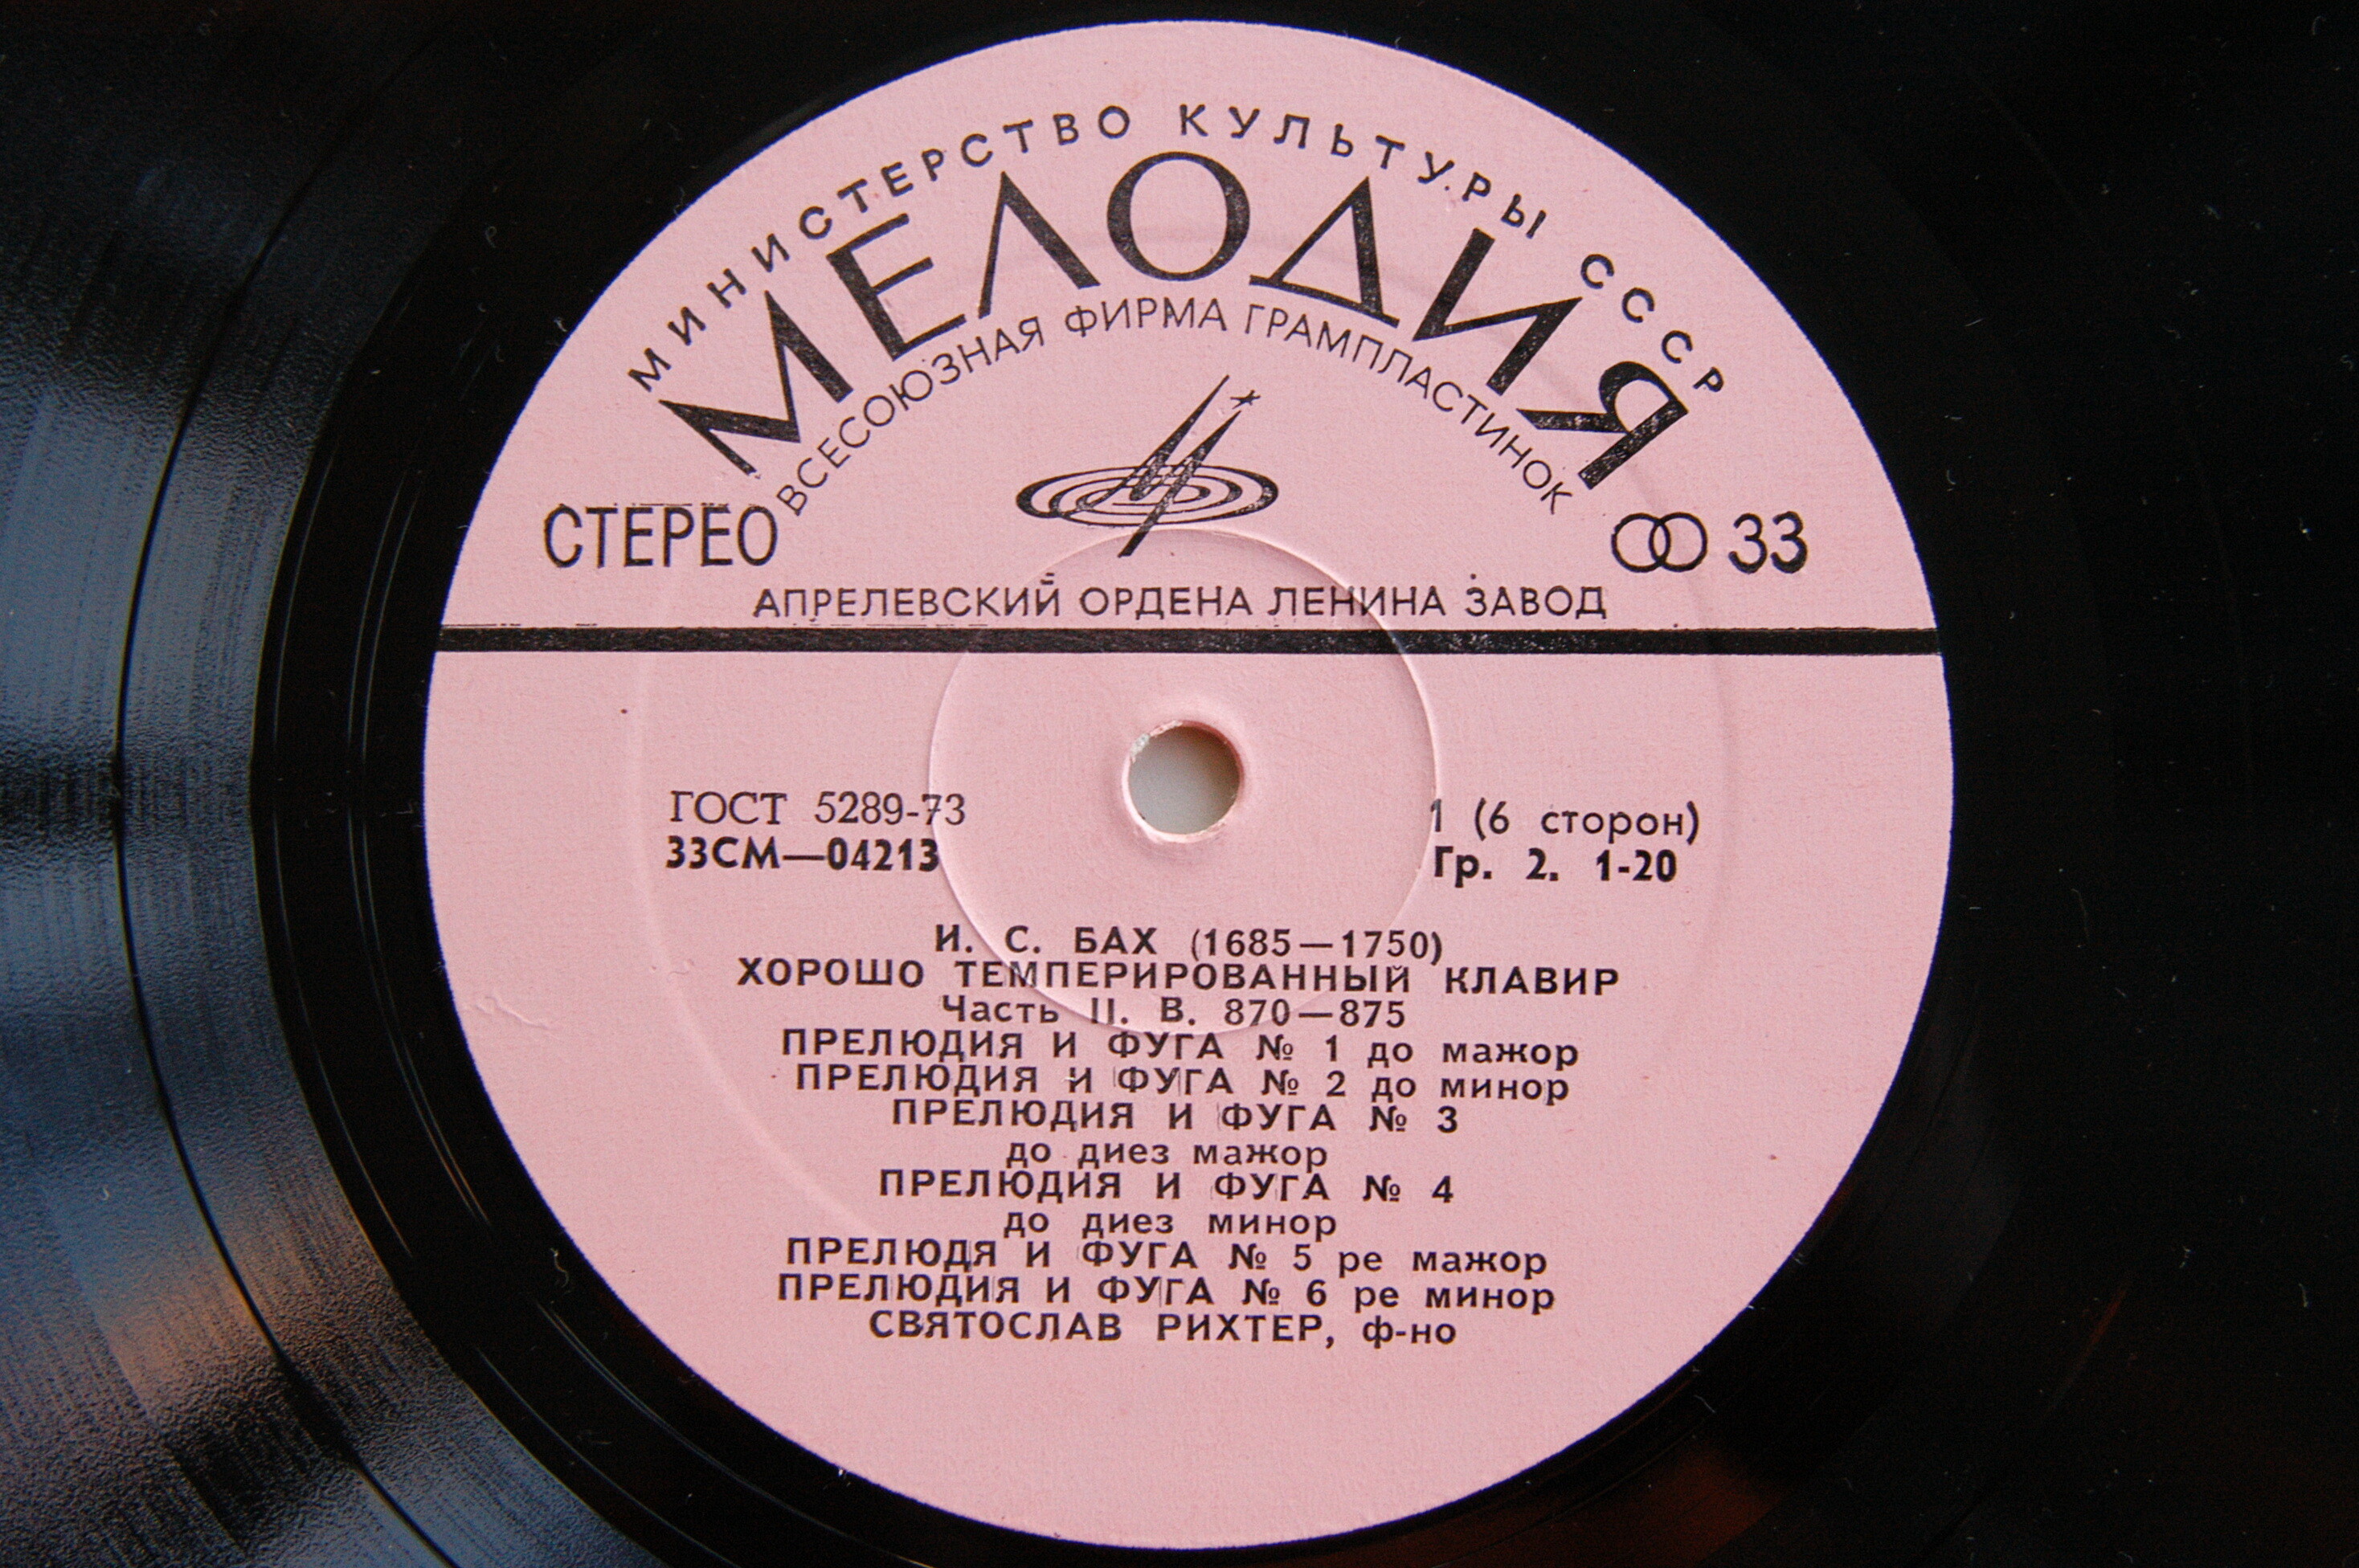 МИНИСТЕРСТВО КУЛЬТУРЫ СССР
МЕЛОДИЯ
ВСЕСОЮЗНАЯ ФИРМА ГРАМПЛАСТИНОК
СТЕРЕО
33
АПРЕЛЕВСКИЙ ОРДЕНА ЛЕНИНА ЗАВОД
ГОСТ 5289-73
33СМ—04213
1 (6 сторон)
Гр. 2. 1-20
И. С. БАХ (1685—1750)
ХОРОШО ТЕМПЕРИРОВАННЫЙ КЛАВИР
Часть II. В. 870—875
ПРЕЛЮДИЯ И ФУГА № 1 до мажор
ПРЕЛЮДИЯ И ФУГА № 2 до минор
ПРЕЛЮДИЯ И ФУГА № 3
до диез мажор
ПРЕЛЮДИЯ И ФУГА № 4
до диез минор
ПРЕЛЮДЯ И ФУГА № 5 ре мажор
ПРЕЛЮДИЯ И ФУГА № 6 ре минор
СВЯТОСЛАВ РИХТЕР, ф-но